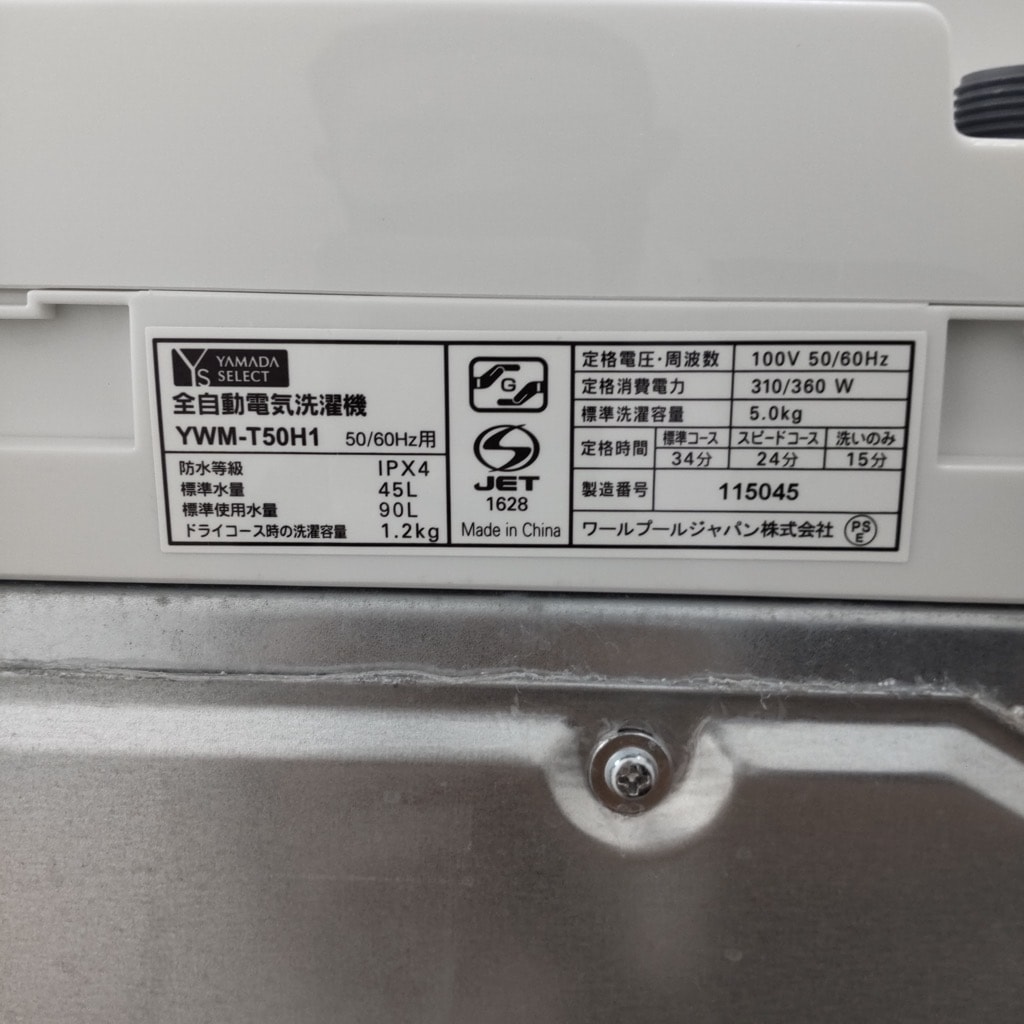 YS YAMADA SELECT
全自動電気洗濯機
YWM-T50H1 50/60Hz用
防水等級 IPX4
標準水量 45L
標準使用水量 90L
ドライコース時の洗濯容量 1.2kg
G
S
JET
1628
Made in China
定格電圧・周波数 100V 50/60Hz
定格消費電力 310/360 W
標準洗濯容量 5.0kg
定格時間 標準コース スピードコース 洗いのみ
34分 24分 15分
製造番号 115045
ワールプールジャパン株式会社 PSE